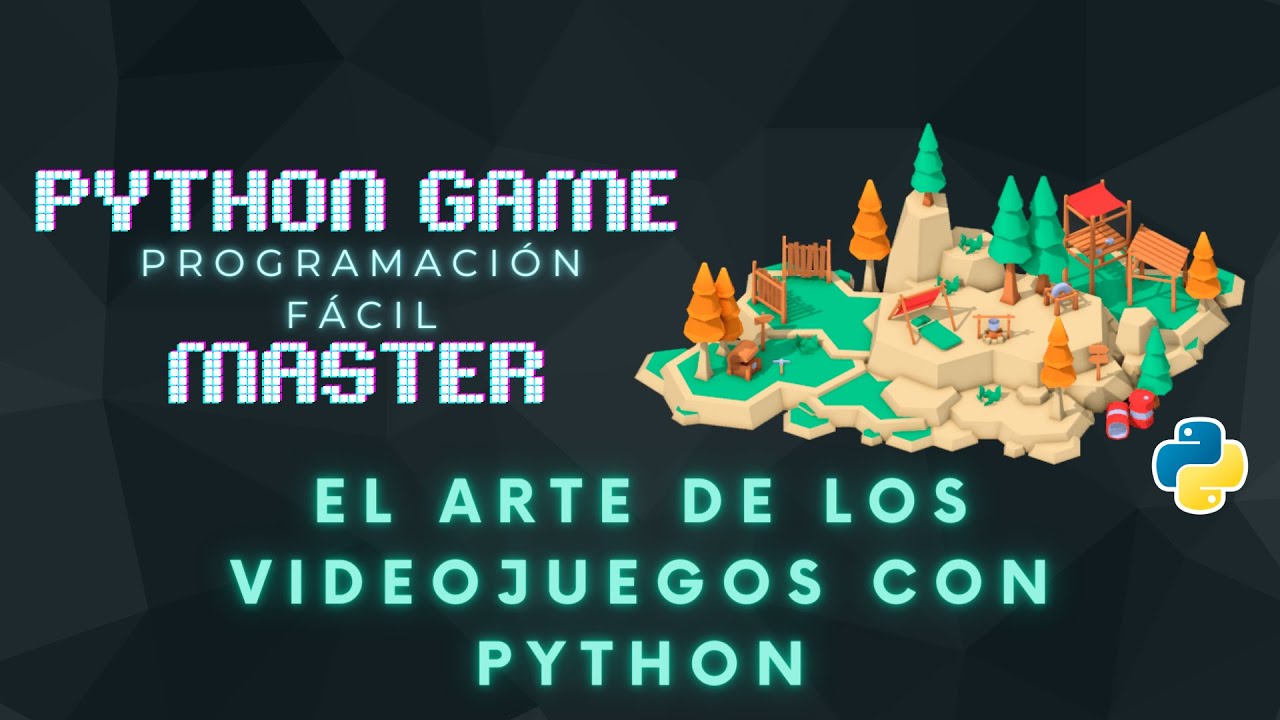 PYTHON GAME
PROGRAMACIÓN
FÁCIL
MASTER
EL ARTE DE LOS
VIDEOJUEGOS CON
PYTHON